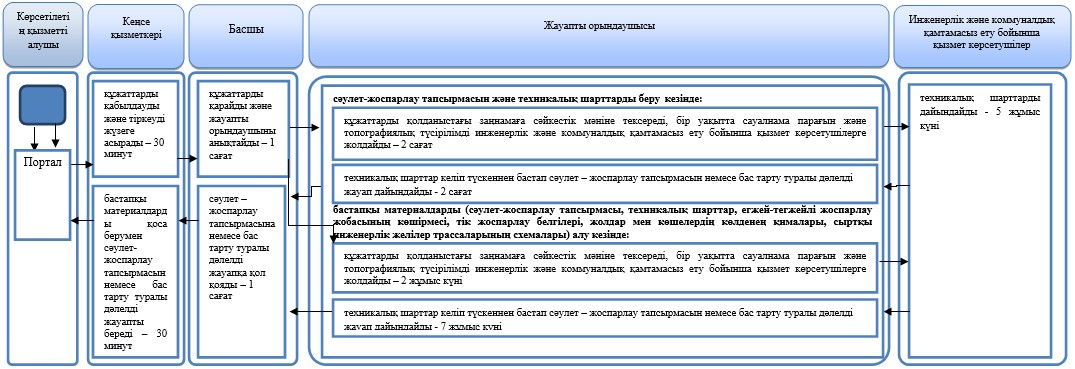 Көрсетілеті
ң қызметті
алушы
Кеңсе
қызметкері
Басшы
Жауапты орындаушысы
Инженерлік және коммуналдық
қамтамасыз ету бойынша
қызмет көрсетушілер
Портал
құжаттарды
қабылдауды
және тіркеуді
жүзеге
асырады – 30
минут
бастапқы
материалдард
ы қоса
берумен
сәулет-
жоспарлау
тапсырмасын
немесе бас
тарту туралы
дәлелді
жауапты
береді – 30
минут
құжаттарды
қарайды және
жауапты
орындаушыны
анықтайды – 1
сағат
сәулет –
жоспарлау
тапсырмасына
немесе бас
тарту туралы
дәлелді
жауапқа қол
қояды – 1
сағат
сәулет-жоспарлау тапсырмасын және техникалық шарттарды беру кезінде:
құжаттарды қолданыстағы заңнамаға сәйкестік мәніне тексереді, бір уақытта сауалнама парағын және
топографиялық түсірілімді инженерлік және коммуналдық қамтамасыз ету бойынша қызмет көрсетушілерге
жолдайды – 2 сағат
техникалық шарттар келіп түскеннен бастап сәулет – жоспарлау тапсырмасын немесе бас тарту туралы дәлелді
жауап дайындайды - 2 сағат
бастапқы материалдарды (сәулет-жоспарлау тапсырмасы, техникалық шарттар, егжей-тегжейлі жоспарлау
жобасының көшірмесі, тік жоспарлау белгілері, жолдар мен көшелердің көлденең қималары, сыртқы
инженерлік желілер трассаларының схемалары) алу кезінде:
құжаттарды қолданыстағы заңнамаға сәйкестік мәніне тексереді, бір уақытта сауалнама парағын және
топографиялық түсірілімді инженерлік және коммуналдық қамтамасыз ету бойынша қызмет көрсетушілерге
жолдайды – 2 жұмыс күні
техникалық шарттар келіп түскеннен бастап сәулет – жоспарлау тапсырмасын немесе бас тарту туралы дәлелді
жауап дайындайды - 7 жұмыс күні
техникалық шарттарды
дайындайды - 5 жұмыс
күні